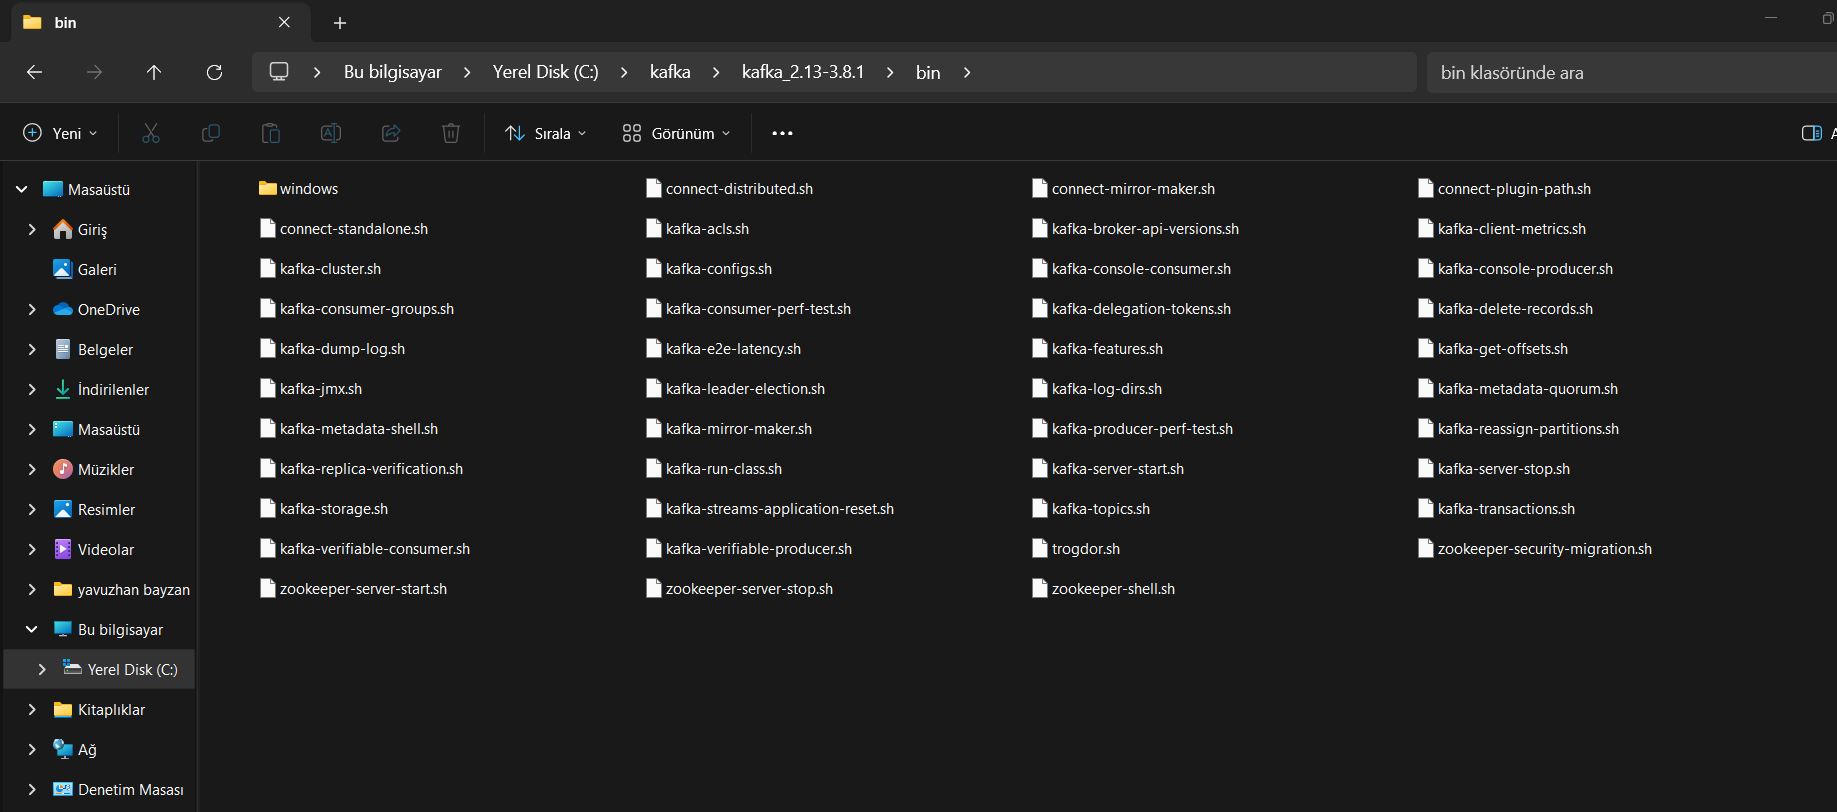 bin
Bu bilgisayar > Yerel Disk (C:) > kafka > kafka_2.13-3.8.1 > bin >
bin klasöründe ara
Yeni
Sırala
Görünüm
A
Masaüstü
Giriş
Galeri
OneDrive
Belgeler
İndirilenler
Masaüstü
Müzikler
Resimler
Videolar
yavuzhan bayzan
Bu bilgisayar
Yerel Disk (C:)
Kitaplıklar
Ağ
Denetim Masası
windows
connect-distributed.sh
connect-mirror-maker.sh
connect-plugin-path.sh
connect-standalone.sh
kafka-acls.sh
kafka-broker-api-versions.sh
kafka-client-metrics.sh
kafka-cluster.sh
kafka-configs.sh
kafka-console-consumer.sh
kafka-console-producer.sh
kafka-consumer-groups.sh
kafka-consumer-perf-test.sh
kafka-delegation-tokens.sh
kafka-delete-records.sh
kafka-dump-log.sh
kafka-e2e-latency.sh
kafka-features.sh
kafka-get-offsets.sh
kafka-jmx.sh
kafka-leader-election.sh
kafka-log-dirs.sh
kafka-metadata-quorum.sh
kafka-metadata-shell.sh
kafka-mirror-maker.sh
kafka-producer-perf-test.sh
kafka-reassign-partitions.sh
kafka-replica-verification.sh
kafka-run-class.sh
kafka-server-start.sh
kafka-server-stop.sh
kafka-storage.sh
kafka-streams-application-reset.sh
kafka-topics.sh
kafka-transactions.sh
kafka-verifiable-consumer.sh
kafka-verifiable-producer.sh
trogdor.sh
zookeeper-security-migration.sh
zookeeper-server-start.sh
zookeeper-server-stop.sh
zookeeper-shell.sh